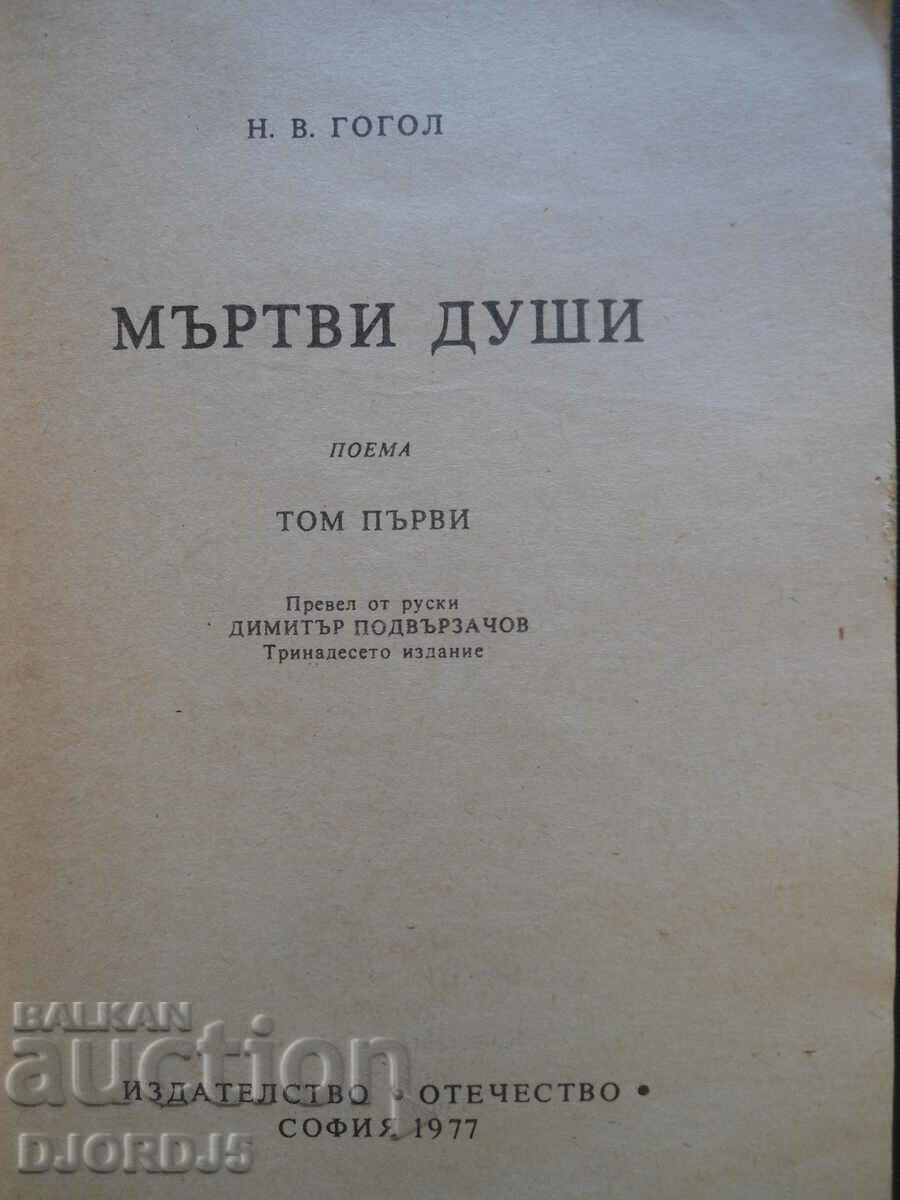 Н. В. ГОГОЛ
МЪРТВИ ДУШИ
ПОЕМА
ТОМ ПЪРВИ
Превел от руски
ДИМИТЪР ПОДВЪРЗАЧОВ
Тринадесето издание
BALKAN
auction
ИЗДАТЕЛСТВО • ОТЕЧЕСТВО •
СОФИЯ, 1977
DJORDJ5